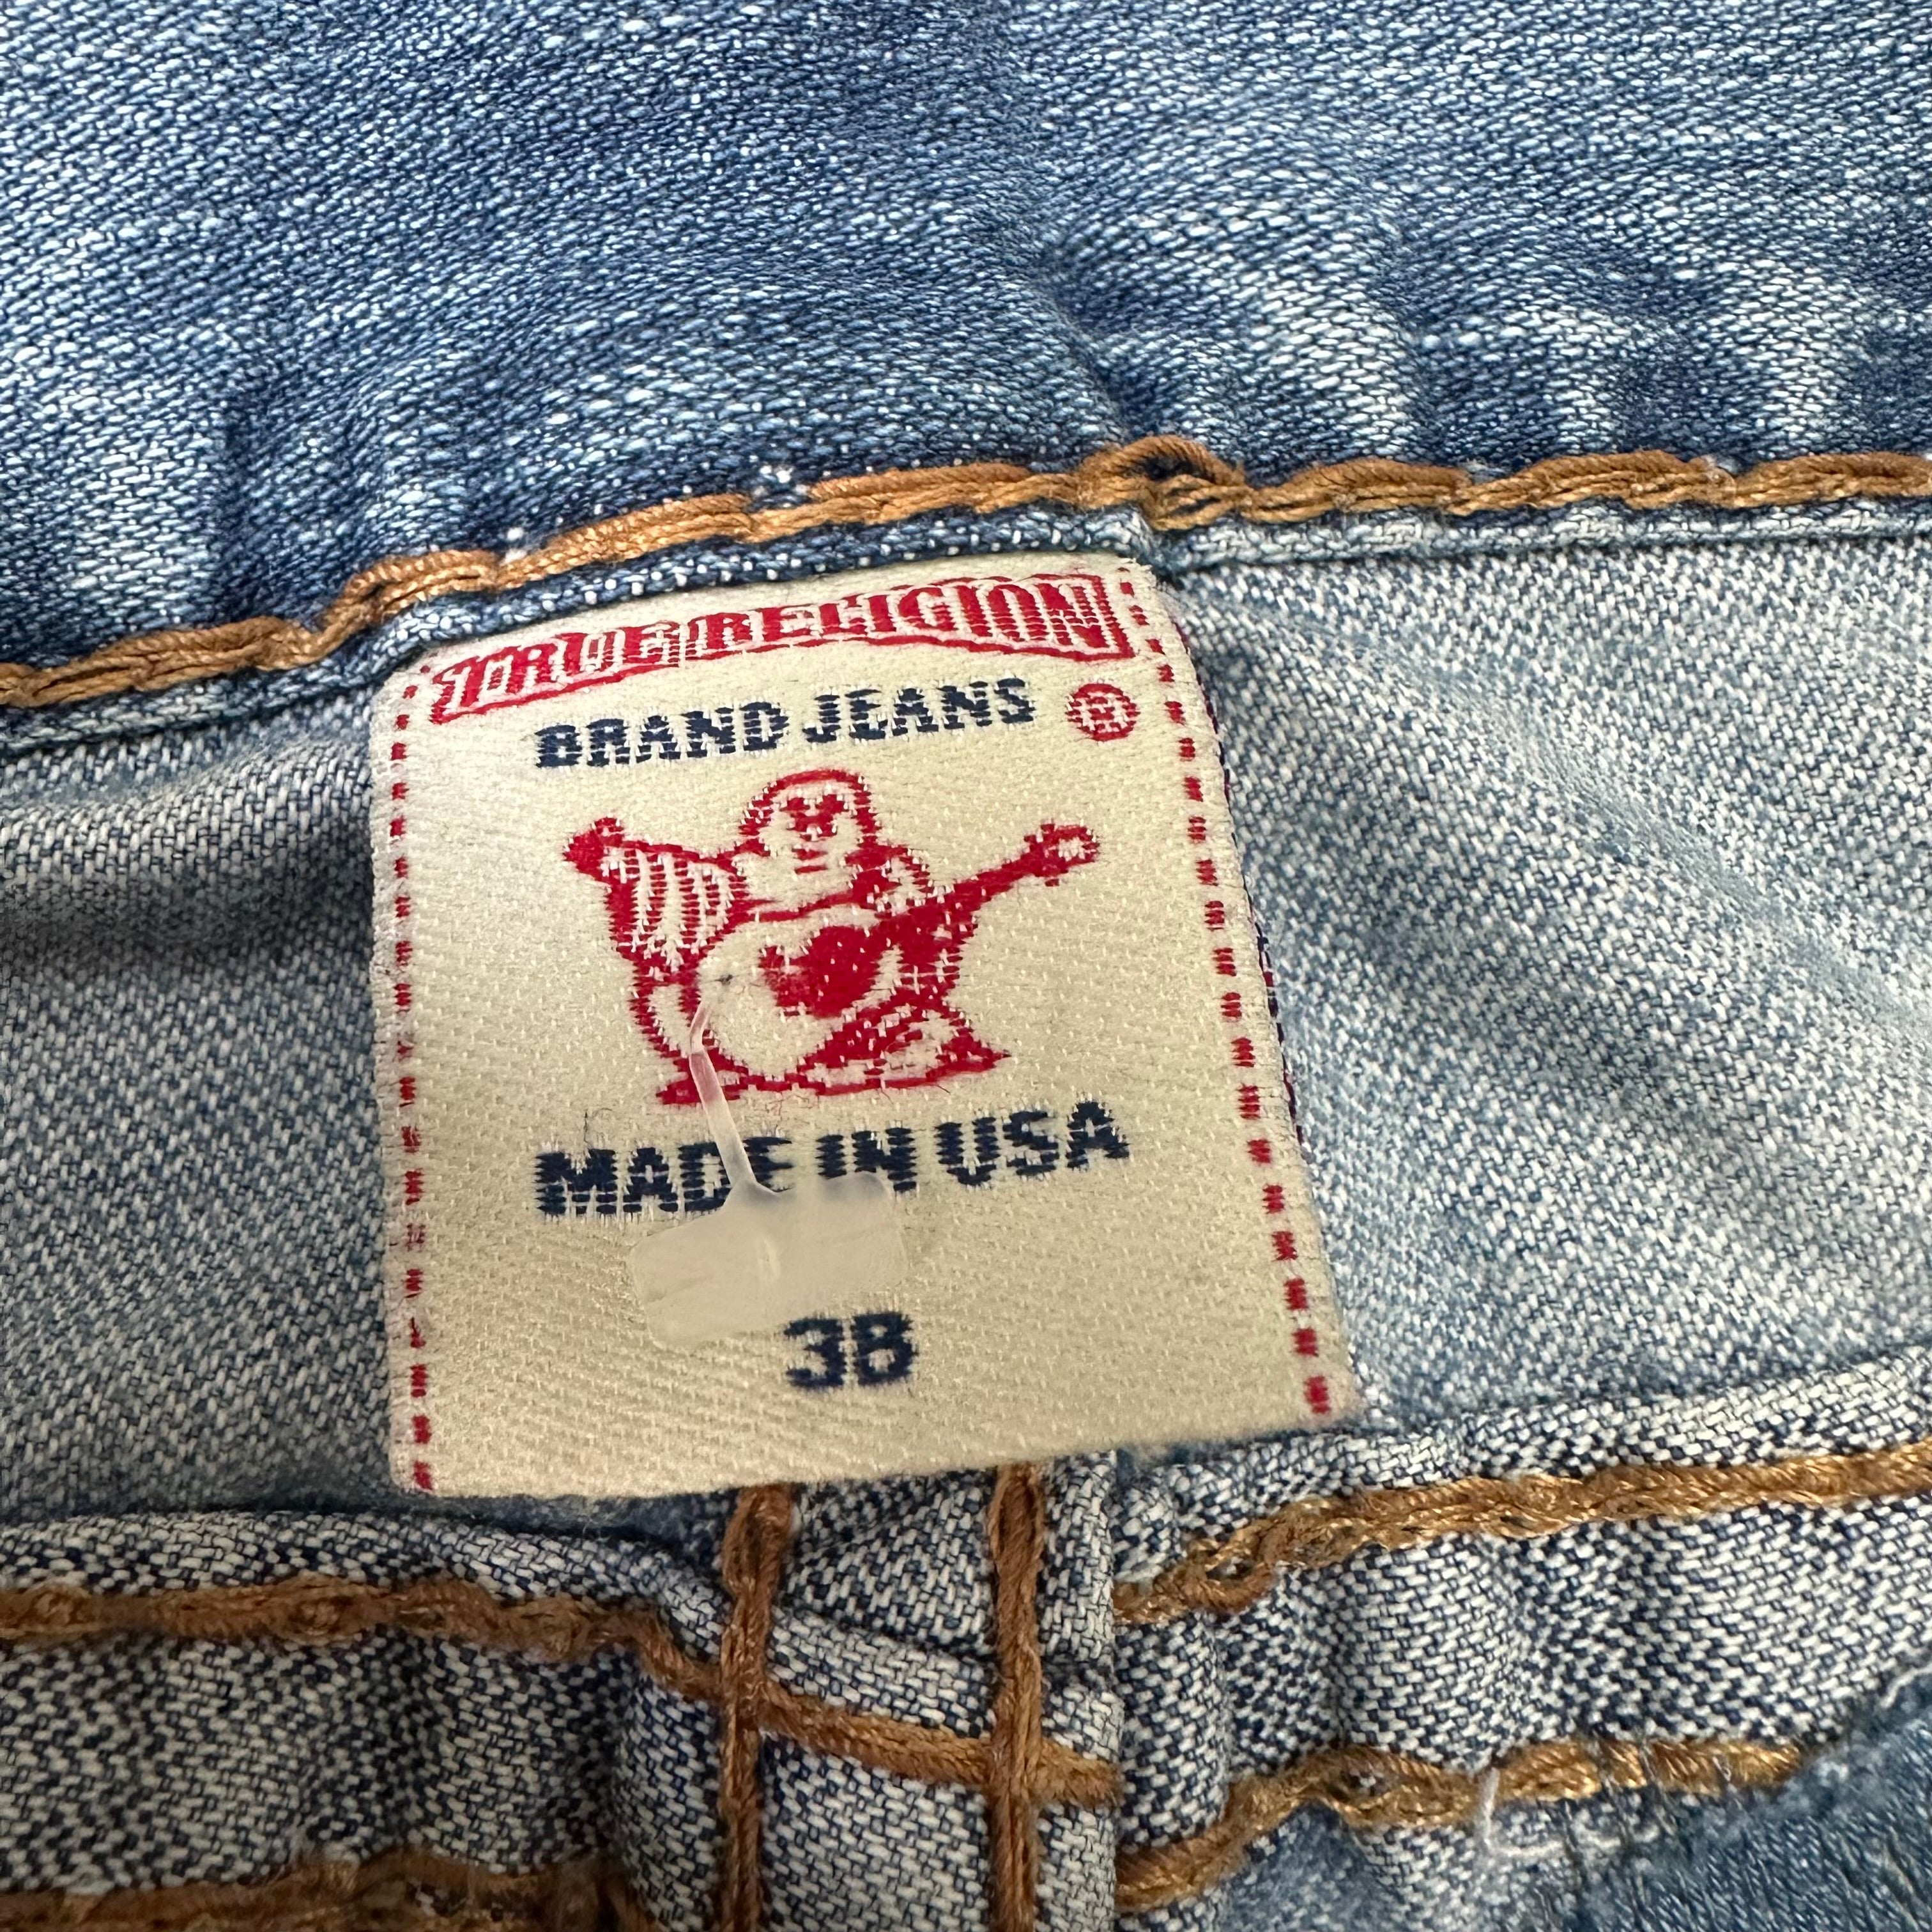 TRUE RELIGION
BRAND JEANS ®
MADE IN USA
38